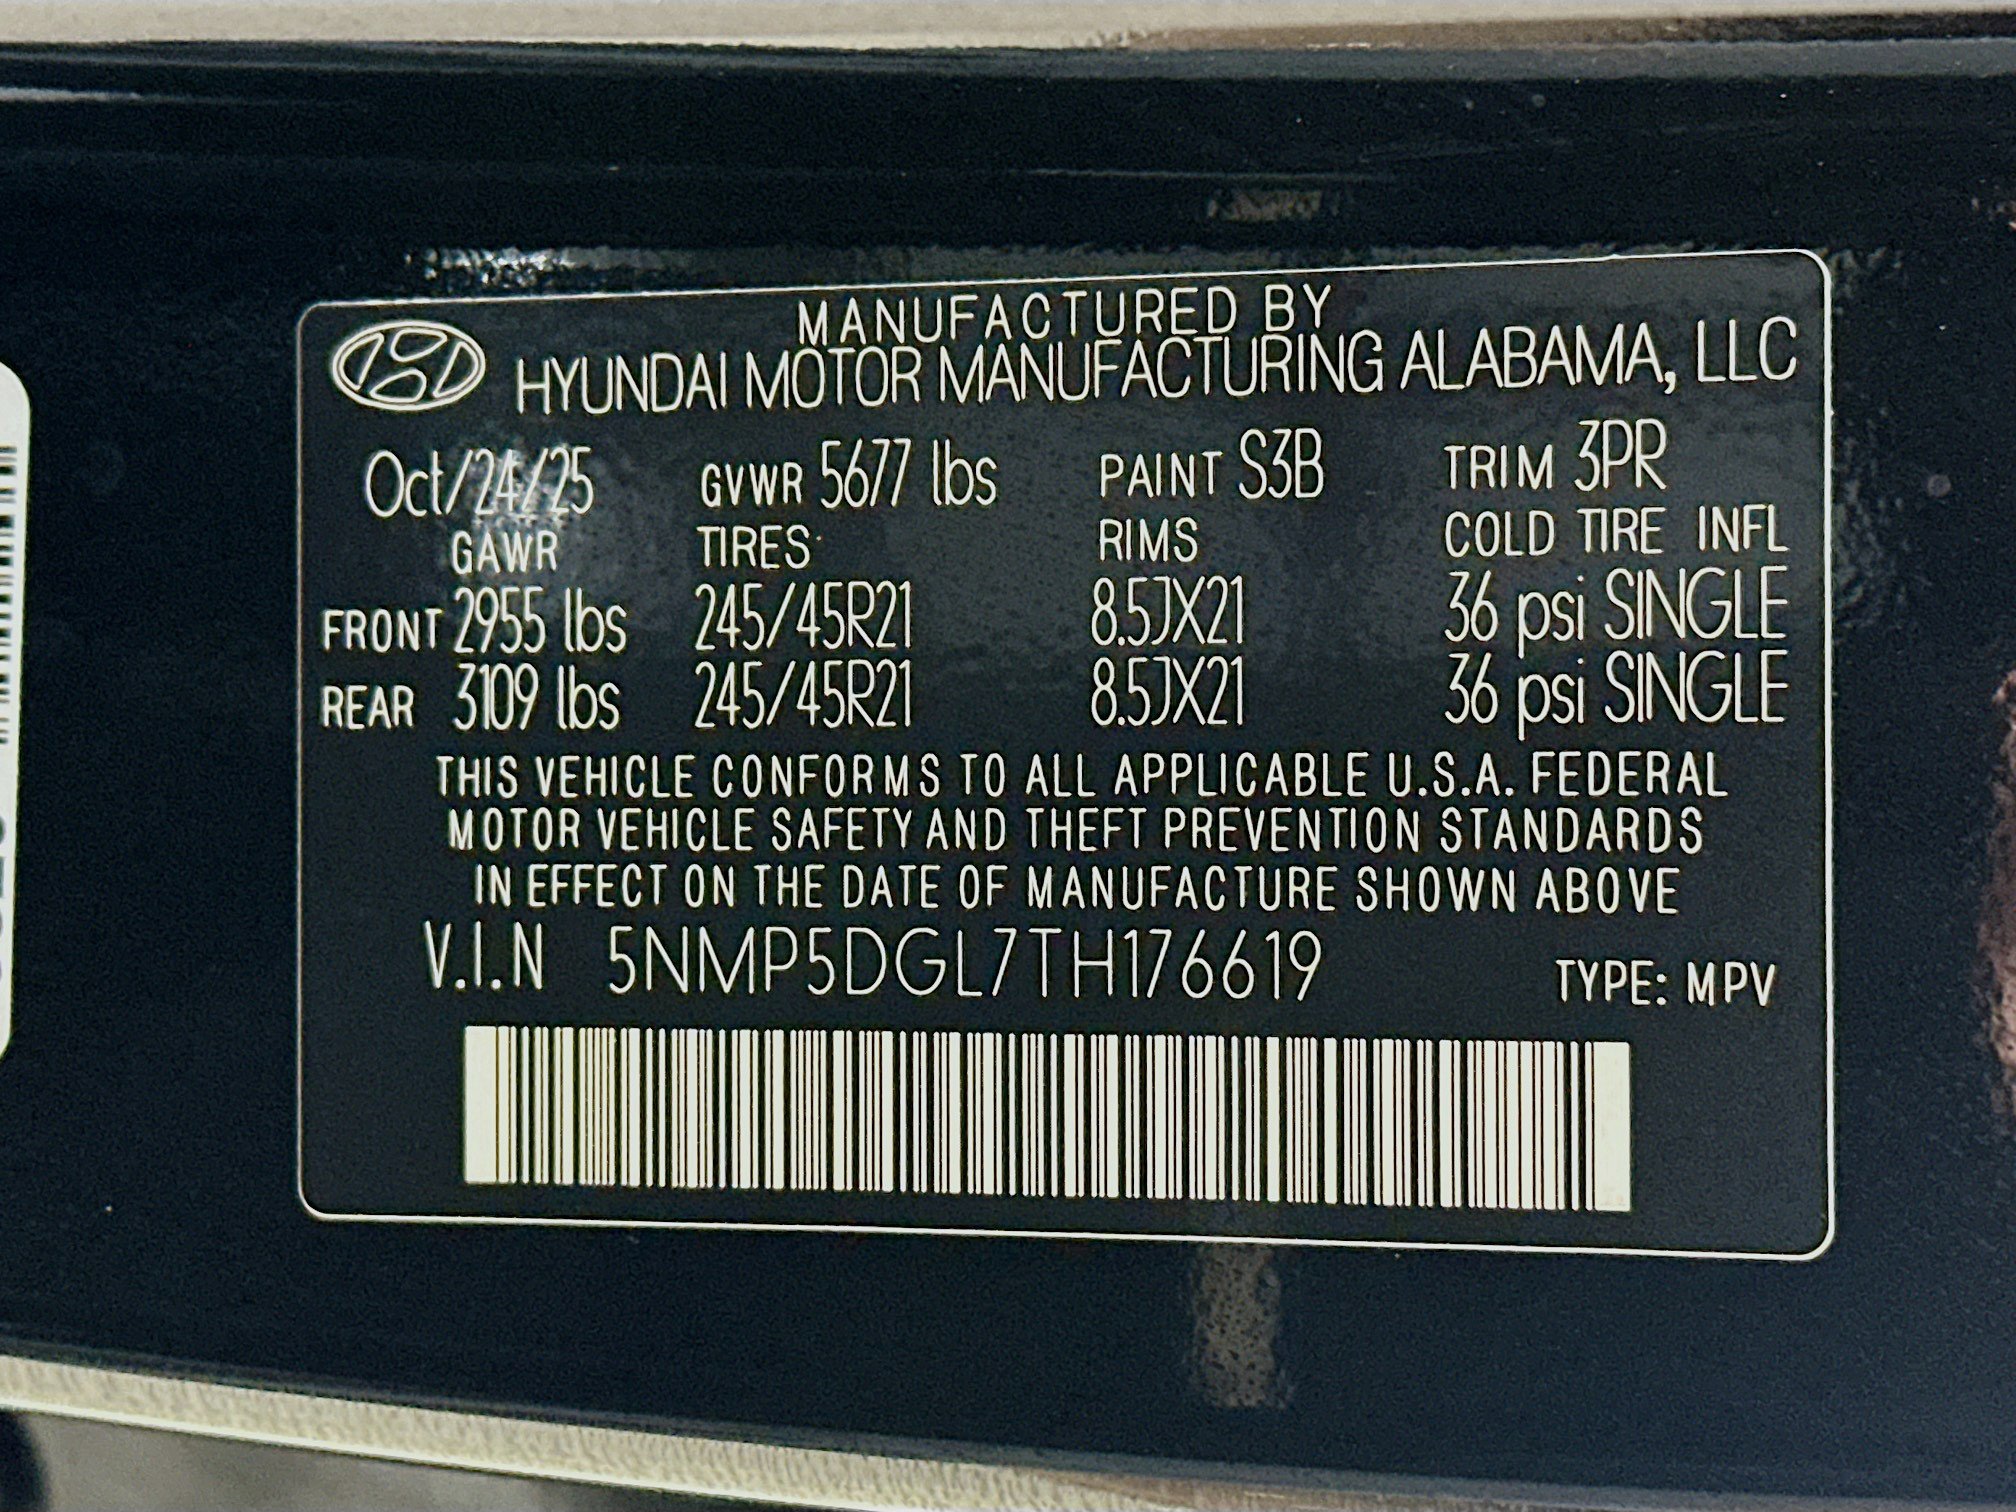 MANUFACTURED BY
HYUNDAI MOTOR MANUFACTURING ALABAMA, LLC
Oct/24/25 GVWR 5677 lbs PAINT S3B TRIM 3PR
GAWR TIRES RIMS COLD TIRE INFL
FRONT 2955 lbs 245/45R21 8.5JX21 36 psi SINGLE
REAR 3109 lbs 245/45R21 8.5JX21 36 psi SINGLE
THIS VEHICLE CONFORMS TO ALL APPLICABLE U.S.A. FEDERAL
MOTOR VEHICLE SAFETY AND THEFT PREVENTION STANDARDS
IN EFFECT ON THE DATE OF MANUFACTURE SHOWN ABOVE
V.I.N 5NMP5DGL7TH176619 TYPE: MPV